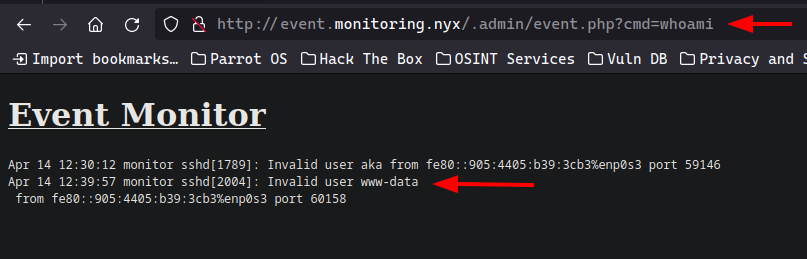 http://event.monitoring.nyx/.admin/event.php?cmd=whoami
Import bookmarks… Parrot OS Hack The Box OSINT Services Vuln DB Privacy and S
Event Monitor
Apr 14 12:30:12 monitor sshd[1789]: Invalid user aka from fe80::905:4405:b39:3cb3%enp0s3 port 59146
Apr 14 12:39:57 monitor sshd[2004]: Invalid user www-data
from fe80::905:4405:b39:3cb3%enp0s3 port 60158